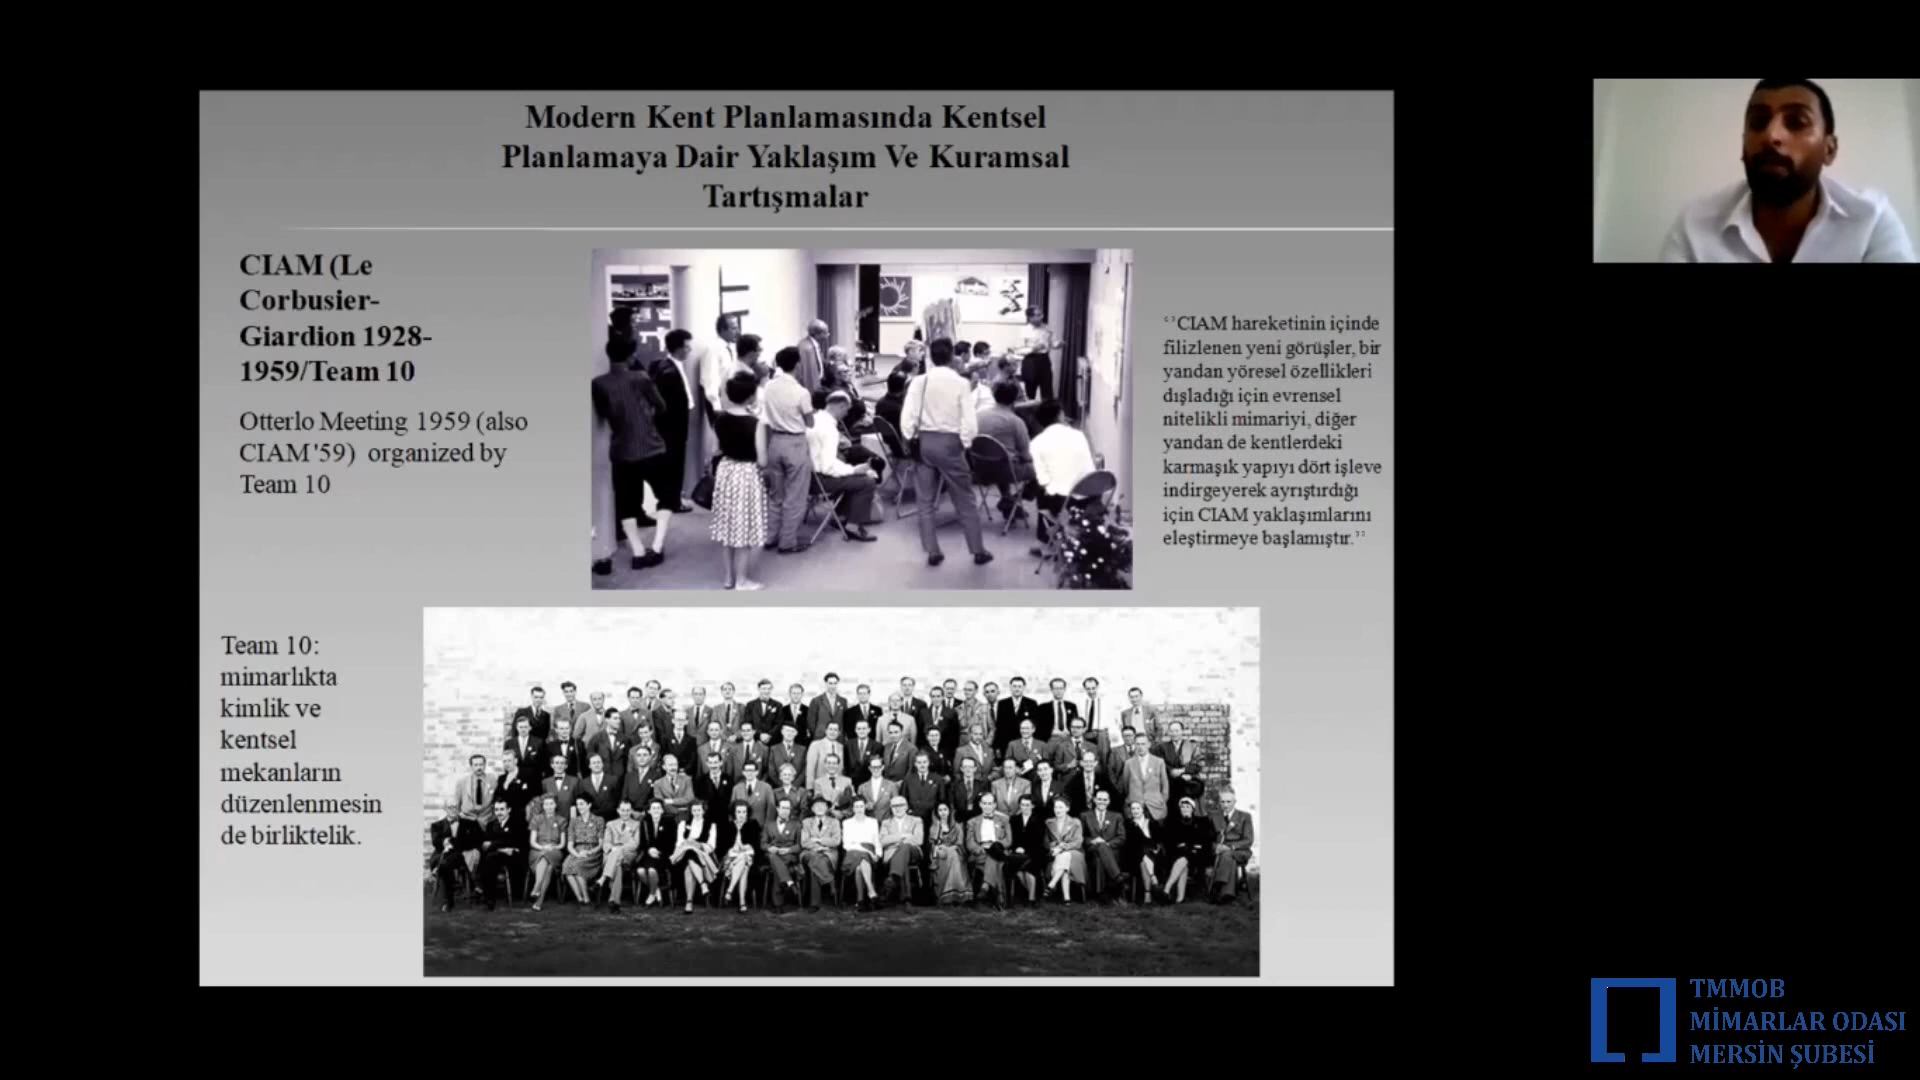 Modern Kent Planlamasında Kentsel
Planlamaya Dair Yaklaşım Ve Kuramsal
Tartışmalar
CIAM (Le
Corbusier-
Giardion 1928-
1959/Team 10
Otterlo Meeting 1959 (also
CIAM '59) organized by
Team 10
‘’CIAM hareketinin içinde
filizlenen yeni görüşler, bir
yandan yöresel özellikleri
dışladığı için evrensel
nitelikli mimariyi, diğer
yandan de kentlerdeki
karmaşık yapıyı dört işleve
indirgeyerek ayrıştırdığı
için CIAM yaklaşımlarını
eleştirmeye başlamıştır.’’
Team 10:
mimarlıkta
kimlik ve
kentsel
mekanların
düzenlenmesin
de birliktelik.
TMMOB
MİMARLAR ODASI
MERSİN ŞUBESİ